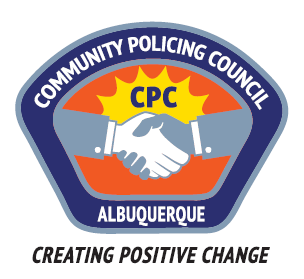 COMMUNITY POLICING COUNCIL
CPC
ALBUQUERQUE
CREATING POSITIVE CHANGE